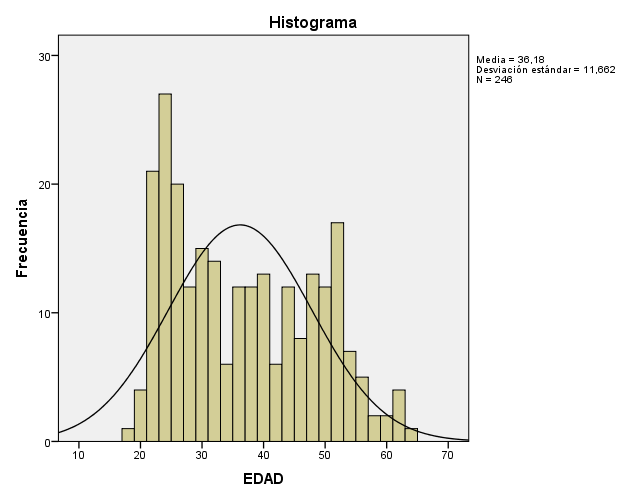 Histograma
Media = 36,18
Desviación estándar = 11,662
N = 246
Frecuencia
30
20
10
0
10 20 30 40 50 60 70
EDAD